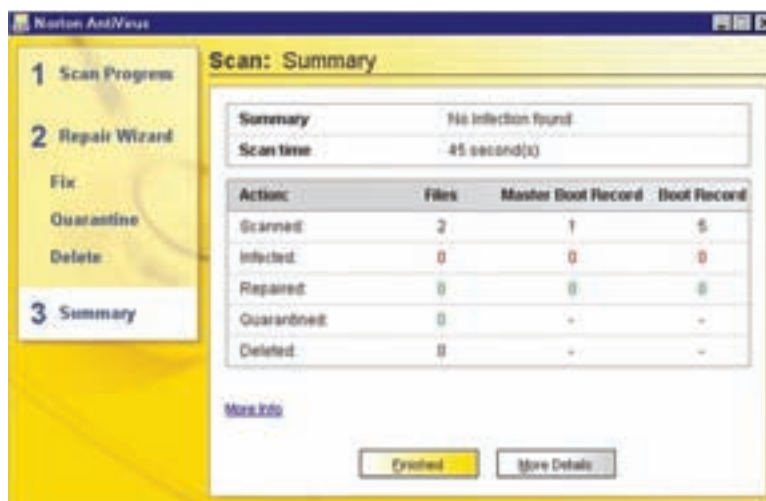 Norton AntiVirus
1 Scan Progress
2 Repair Wizard
Fix
Quarantine
Delete
3 Summary
Scan: Summary
Summary No infection found
Scan time 45 second(s)
Action: Files Master Boot Record Boot Record
Scanned: 2 1 5
Infected: 0 0 0
Repaired: 0 0 0
Quarantined: 0 - -
Deleted: 0 - -
More Info
Finished More Details